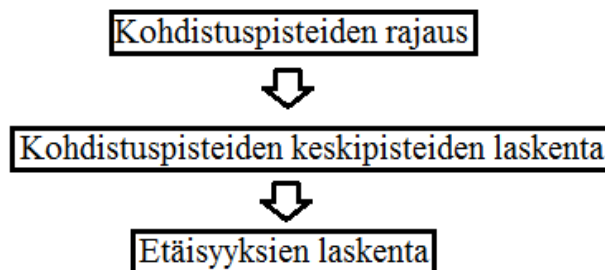 Kohdistuspisteiden rajaus
Kohdistuspisteiden keskipisteiden laskenta
Etäisyyksien laskenta